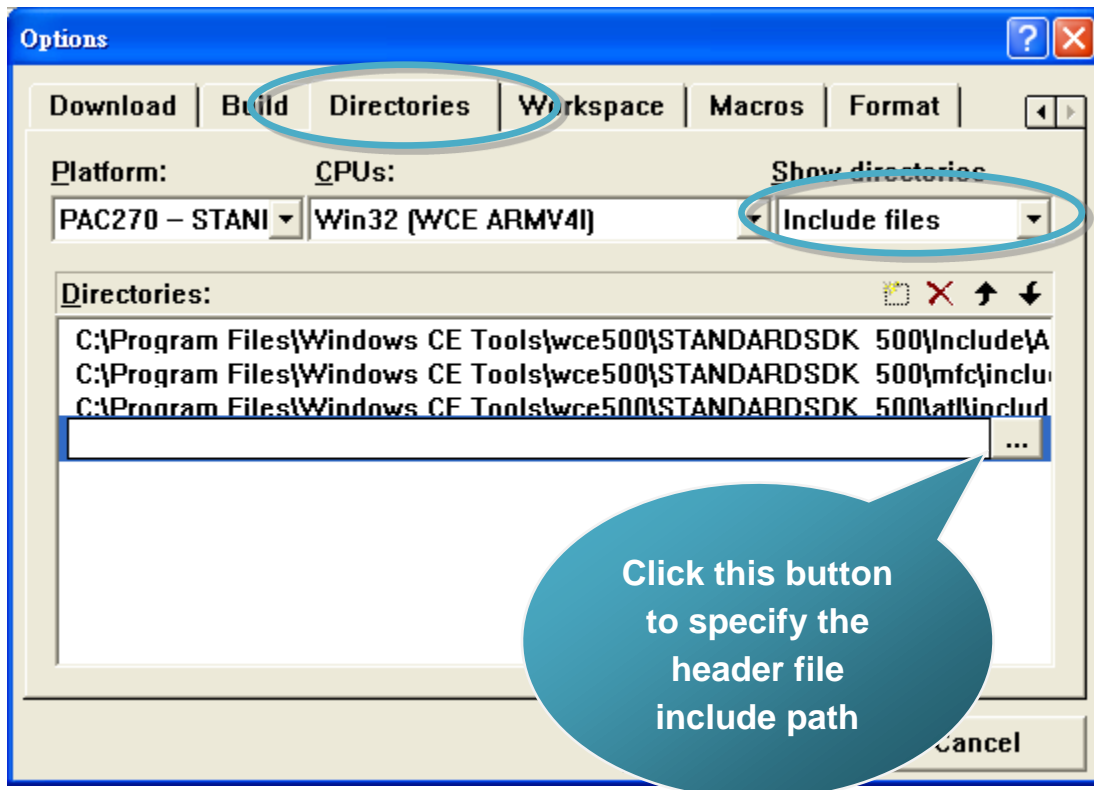 Options
Download Build Directories Workspace Macros Format
Platform: CPUs: Show directories
PAC270 – STANI Win32 (WCE ARMV4I) Include files
Directories:
C:\Program Files\Windows CE Tools\wce500\STANDARDSDK_500\Include\A
C:\Program Files\Windows CE Tools\wce500\STANDARDSDK_500\mfc\inclu
C:\Program Files\Windows CE Tools\wce500\STANDARDSDK_500\atl\includ
...
Click this button
to specify the
header file
include path
Cancel